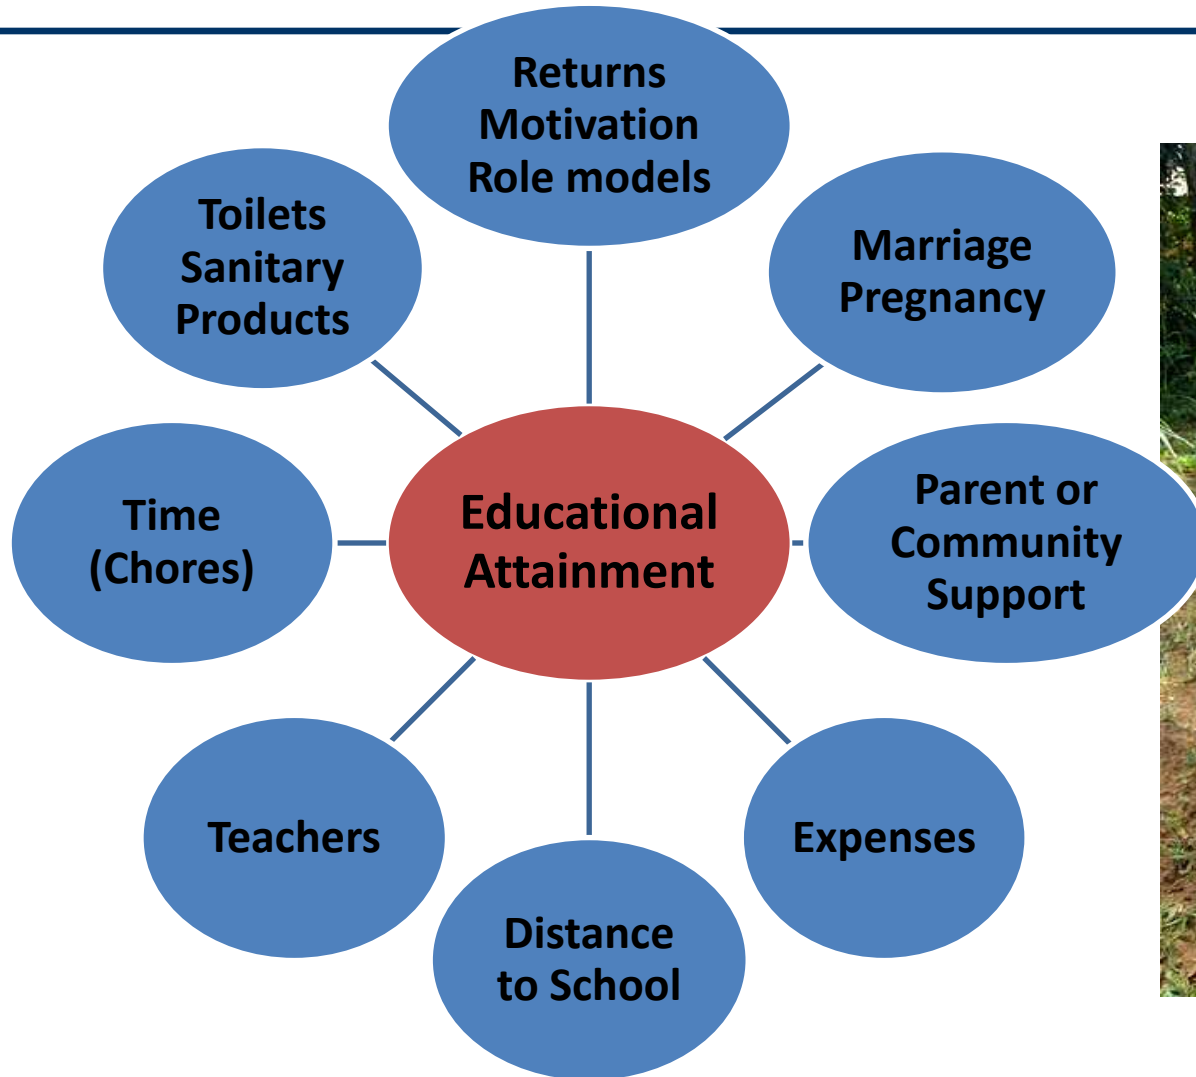 Returns
Motivation
Role models
Toilets
Sanitary
Products
Marriage
Pregnancy
Time
(Chores)
Educational
Attainment
Parent or
Community
Support
Teachers
Expenses
Distance
to School